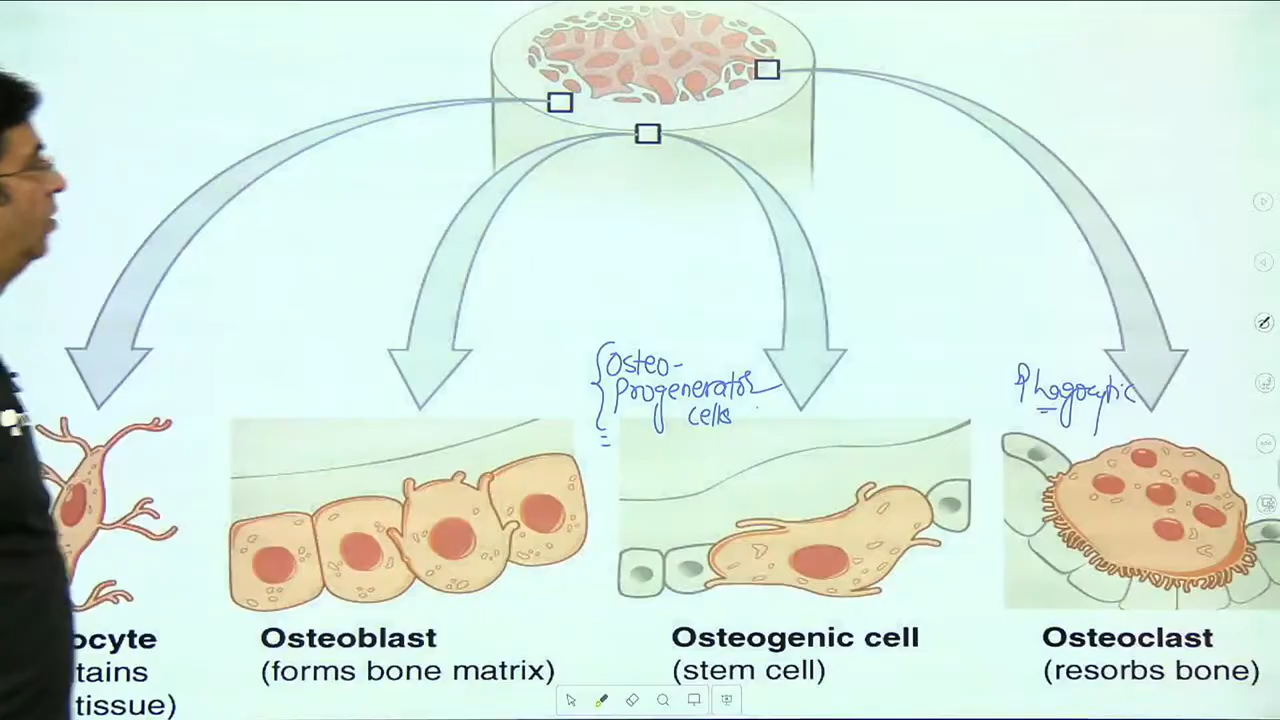 Osteo-
Progenerator
cells
Phagocytic
ocyte
tains
tissue)
Osteoblast
(forms bone matrix)
Osteogenic cell
(stem cell)
Osteoclast
(resorbs bone)